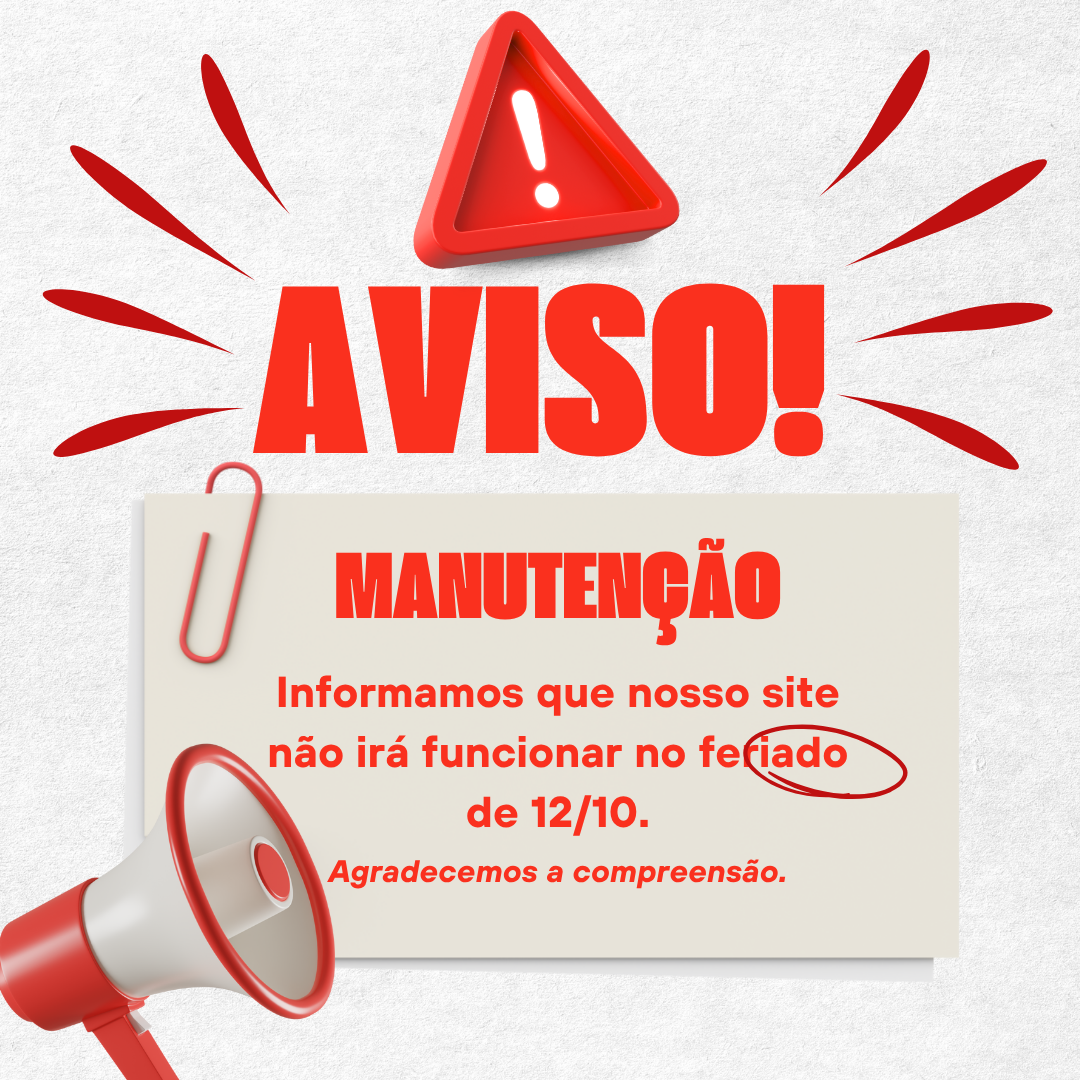 AVISO!
MANUTENÇÃO
Informamos que nosso site
não irá funcionar no feriado
de 12/10.
Agradecemos a compreensão.